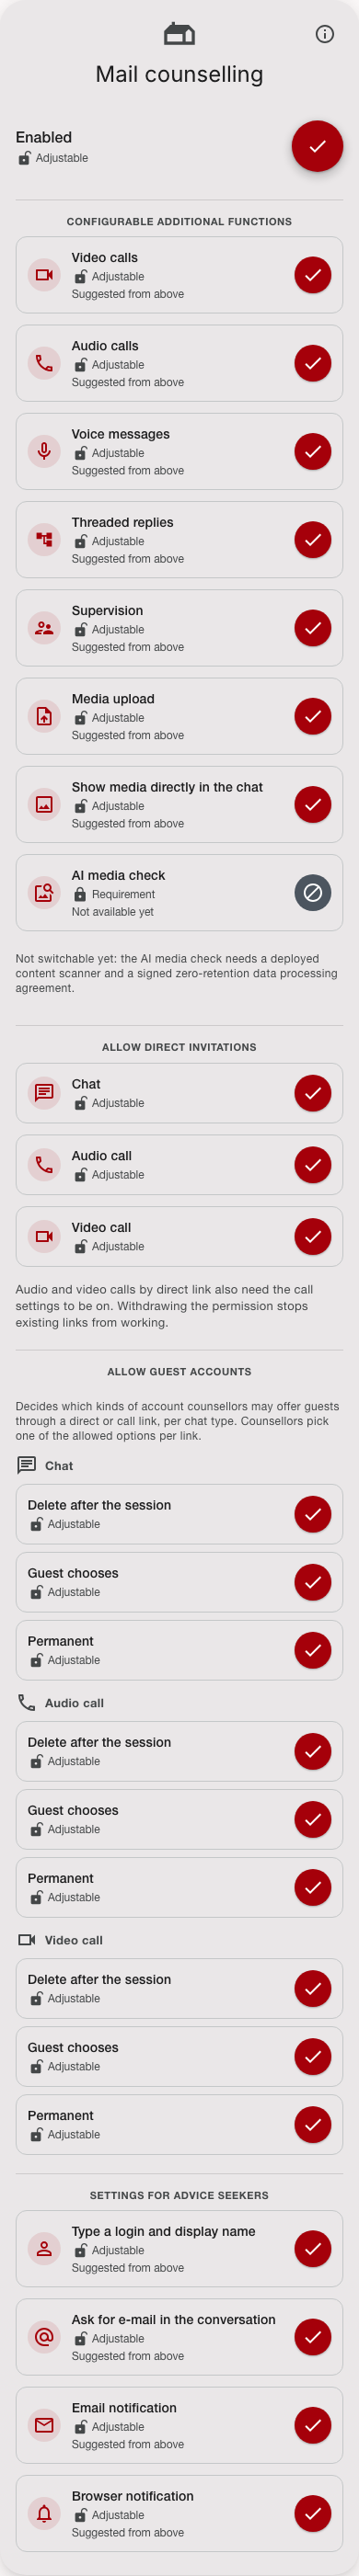 Mail counselling
Enabled
Adjustable
CONFIGURABLE ADDITIONAL FUNCTIONS
Video calls
Adjustable
Suggested from above
Audio calls
Adjustable
Suggested from above
Voice messages
Adjustable
Suggested from above
Threaded replies
Adjustable
Suggested from above
Supervision
Adjustable
Suggested from above
Media upload
Adjustable
Suggested from above
Show media directly in the chat
Adjustable
Suggested from above
AI media check
Requirement
Not available yet
Not switchable yet: the AI media check needs a deployed
content scanner and a signed zero-retention data processing
agreement.
ALLOW DIRECT INVITATIONS
Chat
Adjustable
Audio call
Adjustable
Video call
Adjustable
Audio and video calls by direct link also need the call
settings to be on. Withdrawing the permission stops
existing links from working.
ALLOW GUEST ACCOUNTS
Decides which kinds of account counsellors may offer guests
through a direct or call link, per chat type. Counsellors pick
one of the allowed options per link.
Chat
Delete after the session
Adjustable
Guest chooses
Adjustable
Permanent
Adjustable
Audio call
Delete after the session
Adjustable
Guest chooses
Adjustable
Permanent
Adjustable
Video call
Delete after the session
Adjustable
Guest chooses
Adjustable
Permanent
Adjustable
SETTINGS FOR ADVICE SEEKERS
Type a login and display name
Adjustable
Suggested from above
Ask for e-mail in the conversation
Adjustable
Suggested from above
Email notification
Adjustable
Suggested from above
Browser notification
Adjustable
Suggested from above